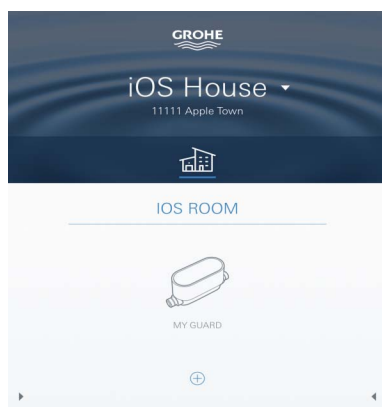 GROHE
iOS House
11111 Apple Town
IOS ROOM
MY GUARD